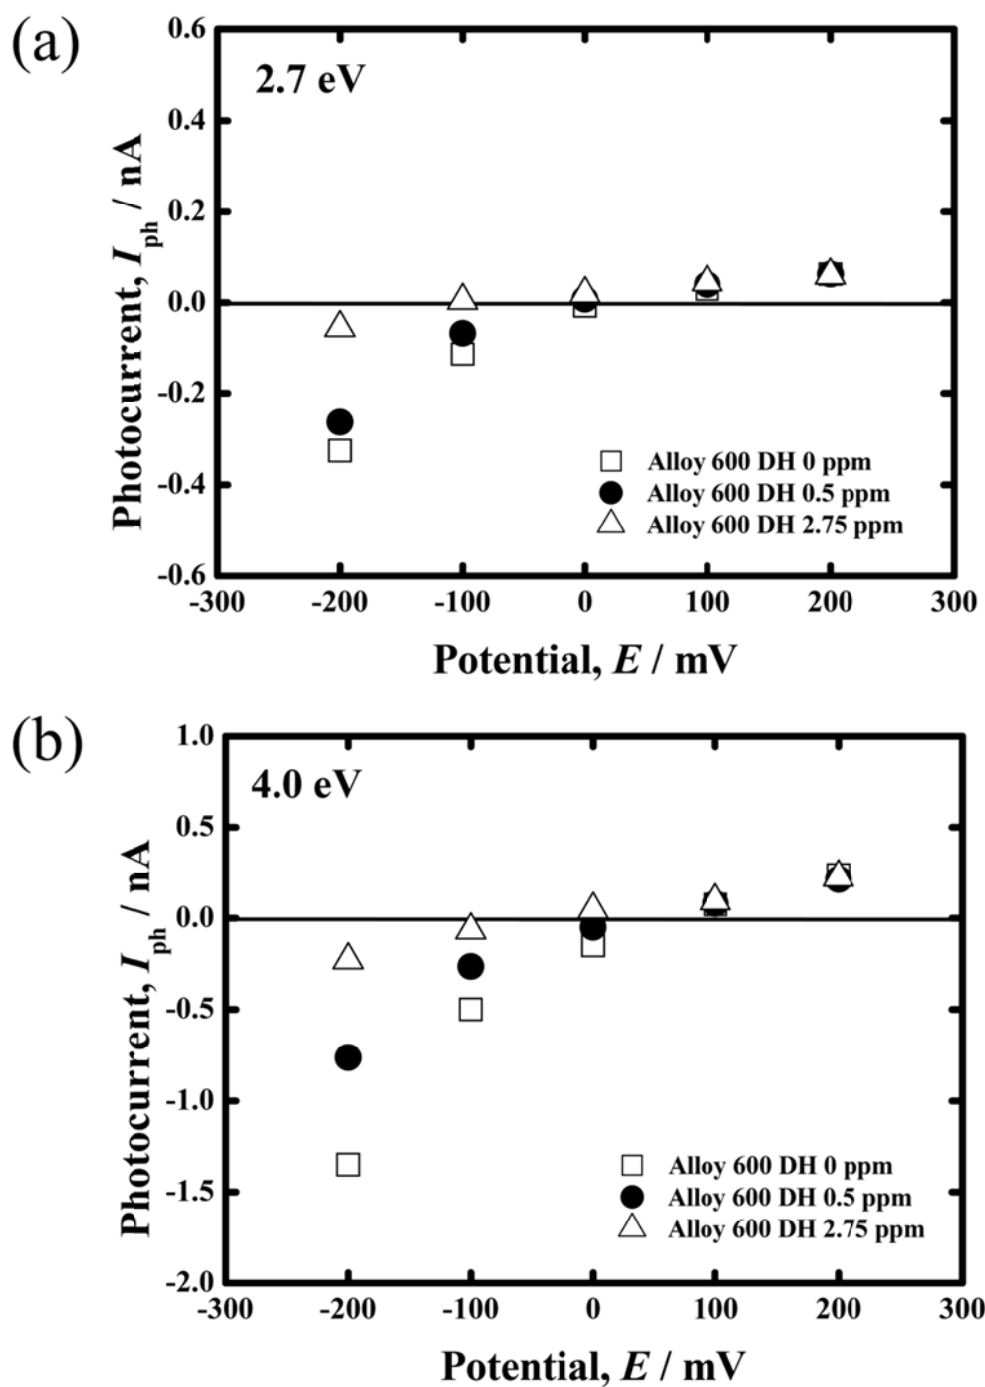 (a)
0.6
2.7 eV
0.4
0.2
0.0
-0.2
-0.4
-0.6
Photocurrent, Iph / nA
Alloy 600 DH 0 ppm
Alloy 600 DH 0.5 ppm
Alloy 600 DH 2.75 ppm
-300 -200 -100 0 100 200 300
Potential, E / mV
(b)
1.0
4.0 eV
0.5
0.0
-0.5
-1.0
-1.5
-2.0
Photocurrent, Iph / nA
Alloy 600 DH 0 ppm
Alloy 600 DH 0.5 ppm
Alloy 600 DH 2.75 ppm
-300 -200 -100 0 100 200 300
Potential, E / mV